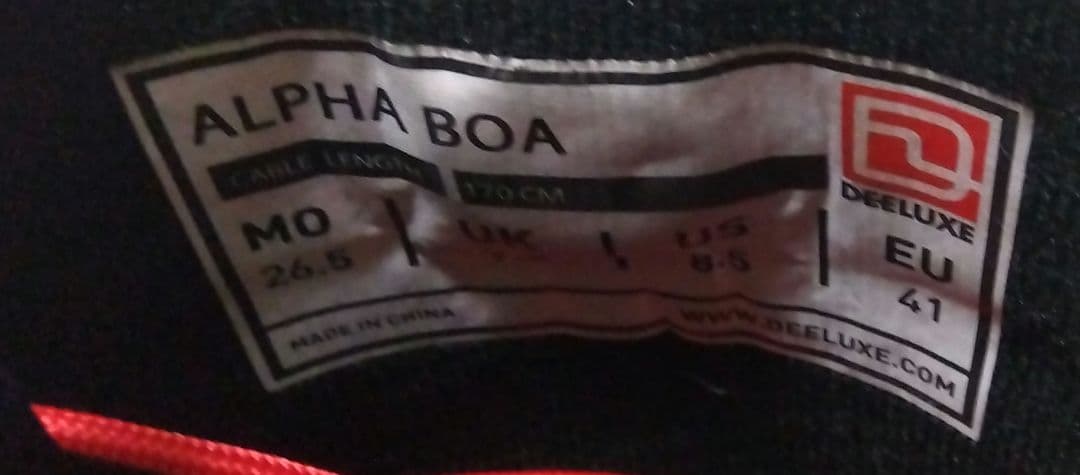 ALPHA BOA
CABLE LENGTH 170 CM
DEELUXE
MO | UK | US | EU
26.5 8.5 41
MADE IN CHINA WWW.DEELUXE.COM